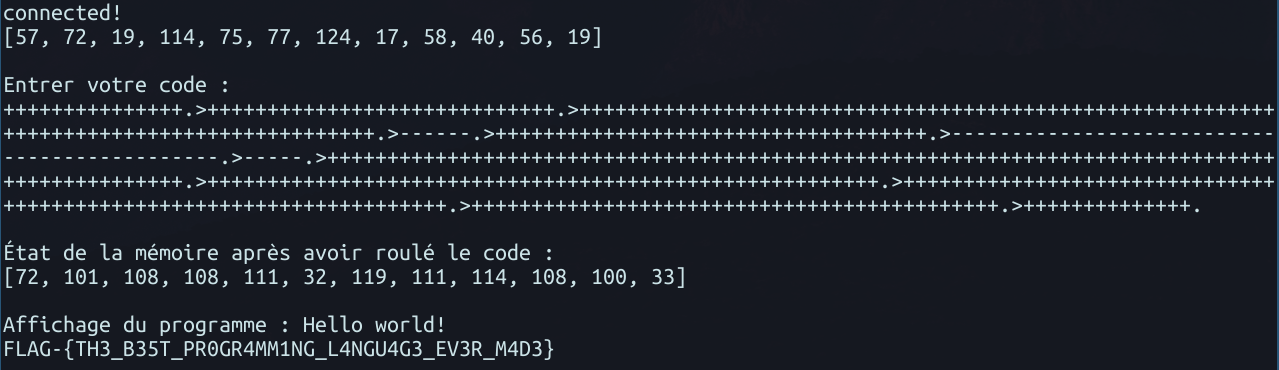 connected!
[57, 72, 19, 114, 75, 77, 124, 17, 58, 40, 56, 19]
Entrer votre code :
+++++++++++++++.>+++++++++++++++++++++++++++++.>++++++++++++++++++++++++++++++++++++++++++++++++++++++++++
+++++++++++++++++++++++++++++++.>------.>++++++++++++++++++++++++++++++++++++.>---------------------------
------------------.>-----.>+++++++++++++++++++++++++++++++++++++++++++++++++++++++++++++++++++++++++++++++
+++++++++++++++.>++++++++++++++++++++++++++++++++++++++++++++++++++++++++.>+++++++++++++++++++++++++++++++
+++++++++++++++++++++++++++++++++++++.>++++++++++++++++++++++++++++++++++++++++++++.>++++++++++++++.
État de la mémoire après avoir roulé le code :
[72, 101, 108, 108, 111, 32, 119, 111, 114, 108, 100, 33]
Affichage du programme : Hello world!
FLAG-{TH3_B35T_PR0GR4MM1NG_L4NGU4G3_EV3R_M4D3}